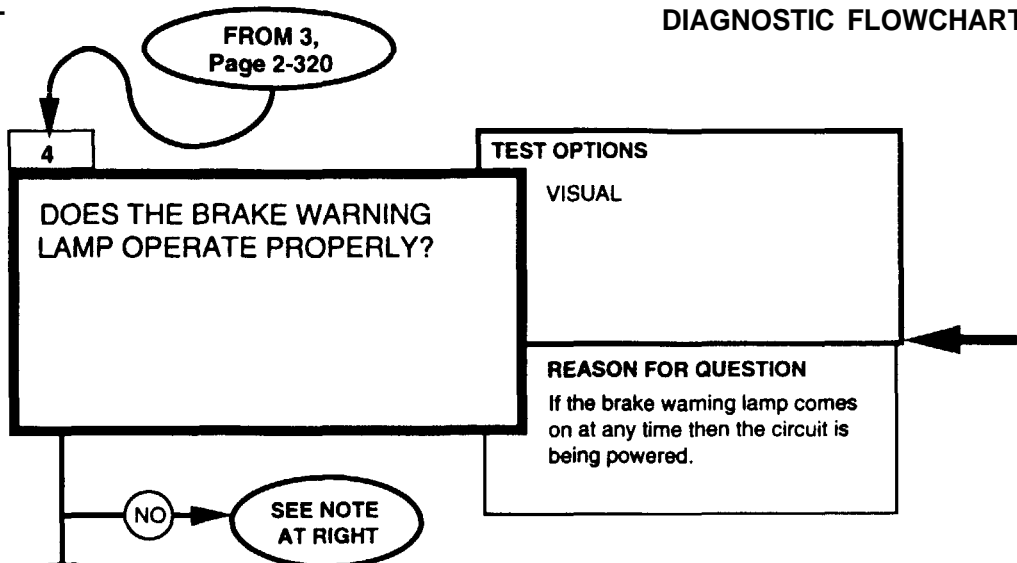 DIAGNOSTIC FLOWCHART
FROM 3,
Page 2-320
4
TEST OPTIONS
VISUAL
DOES THE BRAKE WARNING
LAMP OPERATE PROPERLY?
REASON FOR QUESTION
If the brake warning lamp comes
on at any time then the circuit is
being powered.
NO
SEE NOTE
AT RIGHT